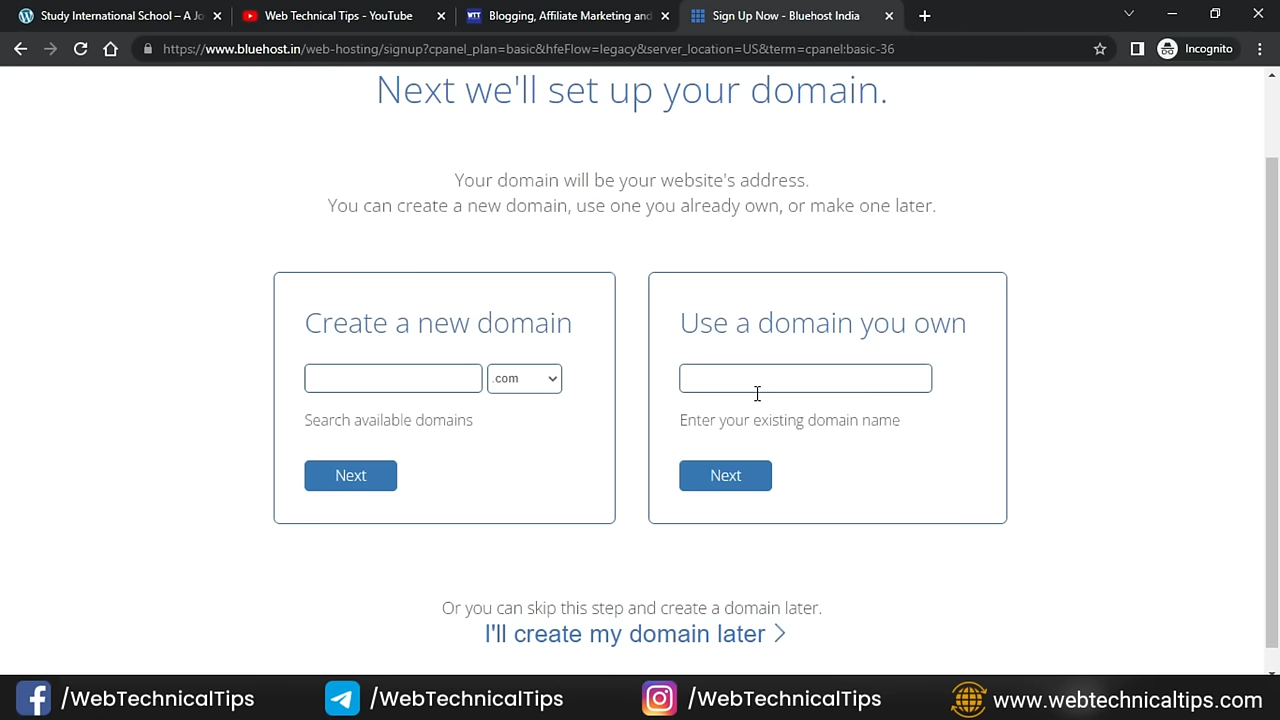 Study International School – A Jo
Web Technical Tips - YouTube
WTT
Blogging, Affiliate Marketing and
Sign Up Now - Bluehost India
https://www.bluehost.in/web-hosting/signup?cpanel_plan=basic&hfeFlow=legacy&server_location=US&term=cpanel:basic-36
Incognito
Next we'll set up your domain.
Your domain will be your website's address.
You can create a new domain, use one you already own, or make one later.
Create a new domain
.com
Search available domains
Next
Use a domain you own
Enter your existing domain name
Next
Or you can skip this step and create a domain later.
I'll create my domain later
/WebTechnicalTips
/WebTechnicalTips
/WebTechnicalTips
www.webtechnicaltips.com